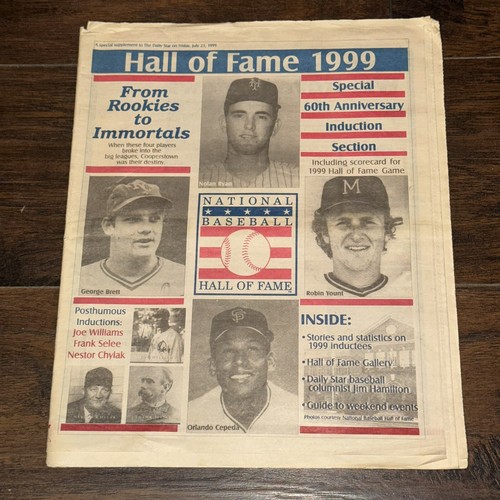 A special supplement to The Daily Star on Friday, July 23, 1999
Hall of Fame 1999
From
Rookies
to
Immortals
When these four players
broke into the
big leagues, Cooperstown
was their destiny.
NY
Nolan Ryan
Special
60th Anniversary
Induction
Section
Including scorecard for
1999 Hall of Fame Game
George Brett
NATIONAL
BASEBALL
HALL OF FAME
M
Robin Yount
Posthumous
Inductions:
Joe Williams
Frank Selee
Nestor Chylak
SF
Orlando Cepeda
INSIDE:
• Stories and statistics on
1999 inductees
• Hall of Fame Gallery
• Daily Star baseball
columnist Jim Hamilton
• Guide to weekend events
Photos courtesy National Baseball Hall of Fame